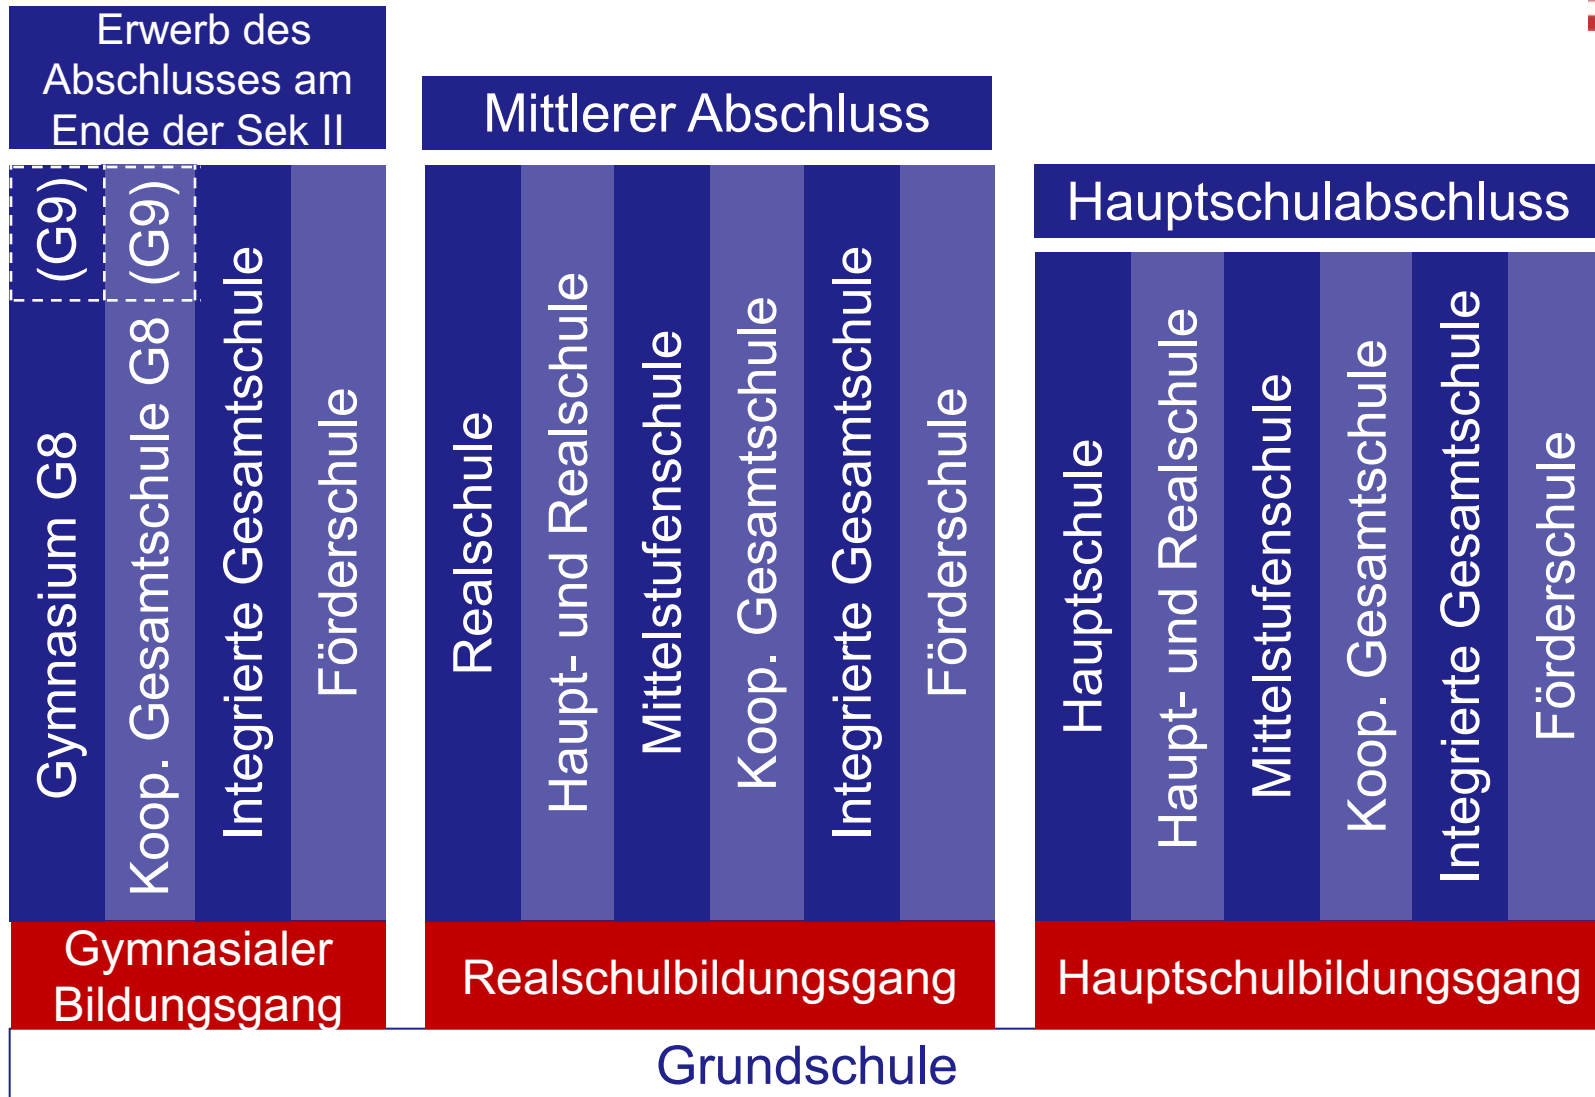 Erwerb des
Abschlusses am
Ende der Sek II
Mittlerer Abschluss
Hauptschulabschluss
(G9)
(G9)
Gymnasium G8
Koop. Gesamtschule G8
Integrierte Gesamtschule
Förderschule
Realschule
Haupt- und Realschule
Mittelstufenschule
Koop. Gesamtschule
Integrierte Gesamtschule
Förderschule
Hauptschule
Haupt- und Realschule
Mittelstufenschule
Koop. Gesamtschule
Integrierte Gesamtschule
Förderschule
Gymnasialer
Bildungsgang
Realschulbildungsgang
Hauptschulbildungsgang
Grundschule